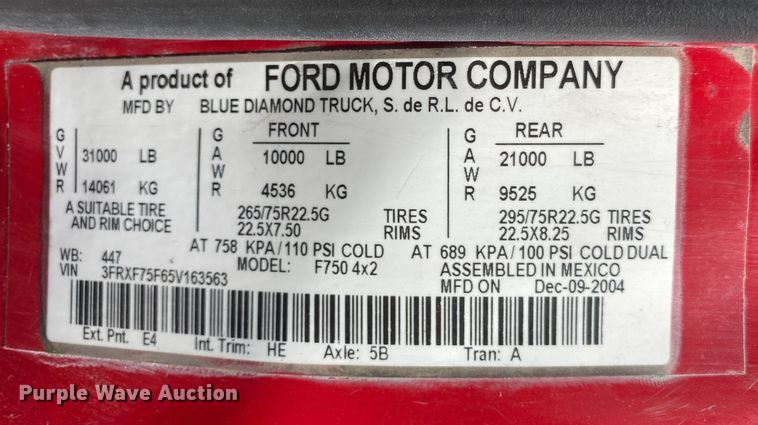 A product of FORD MOTOR COMPANY
MFD BY BLUE DIAMOND TRUCK, S. de R.L. de C.V.
GVWR 31000 LB 14061 KG
FRONT GAWR 10000 LB 4536 KG
REAR GAWR 21000 LB 9525 KG
A SUITABLE TIRE AND RIM CHOICE
265/75R22.5G TIRES 295/75R22.5G TIRES
22.5X7.50 RIMS 22.5X8.25 RIMS
AT 758 KPA/110 PSI COLD AT 689 KPA/100 PSI COLD DUAL
WB: 447 MODEL: F750 4x2 ASSEMBLED IN MEXICO
VIN 3FRXF75F65V163563 MFD ON Dec-09-2004
Ext. Pnt. E4 Int. Trim: HE Axle: 5B Tran: A
Purple Wave Auction